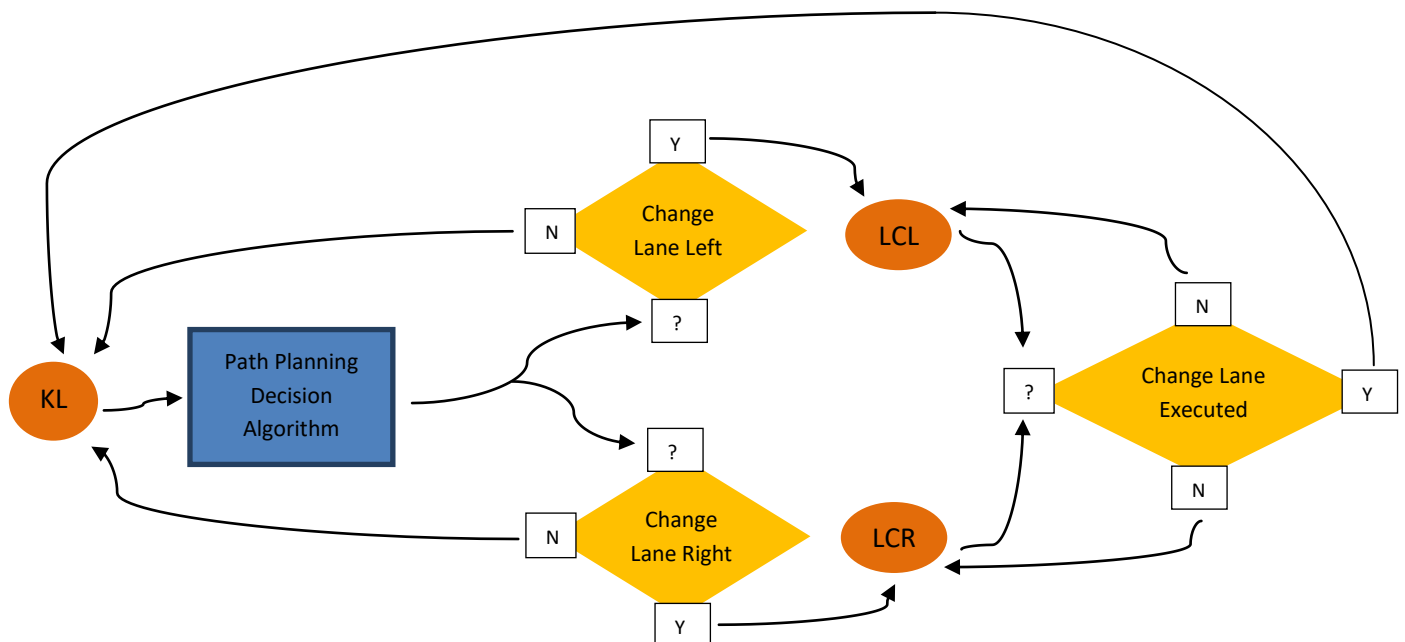 Y
Change
Lane Left
N
?
LCL
N
Path Planning
Decision
Algorithm
KL
?
Change Lane
Executed
Y
?
N
Change
Lane Right
N
LCR
Y